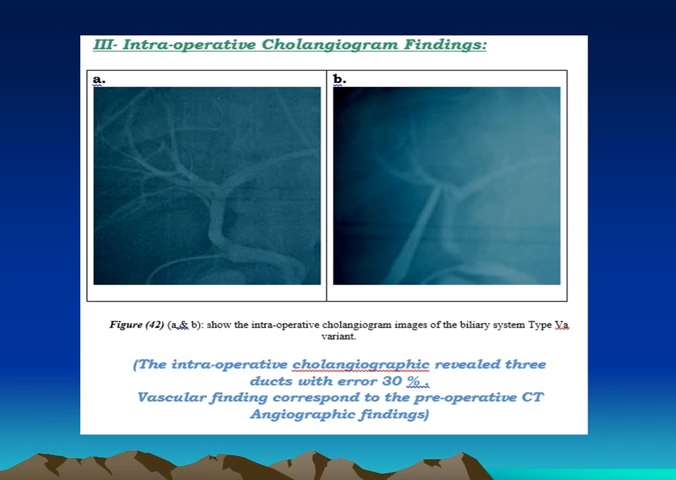 III- Intra-operative Cholangiogram Findings:
a.
b.
Figure (42) (a & b): show the intra-operative cholangiogram images of the biliary system Type Va
variant.
(The intra-operative cholangiographic revealed three
ducts with error 30 % ,
Vascular finding correspond to the pre-operative CT
Angiographic findings)